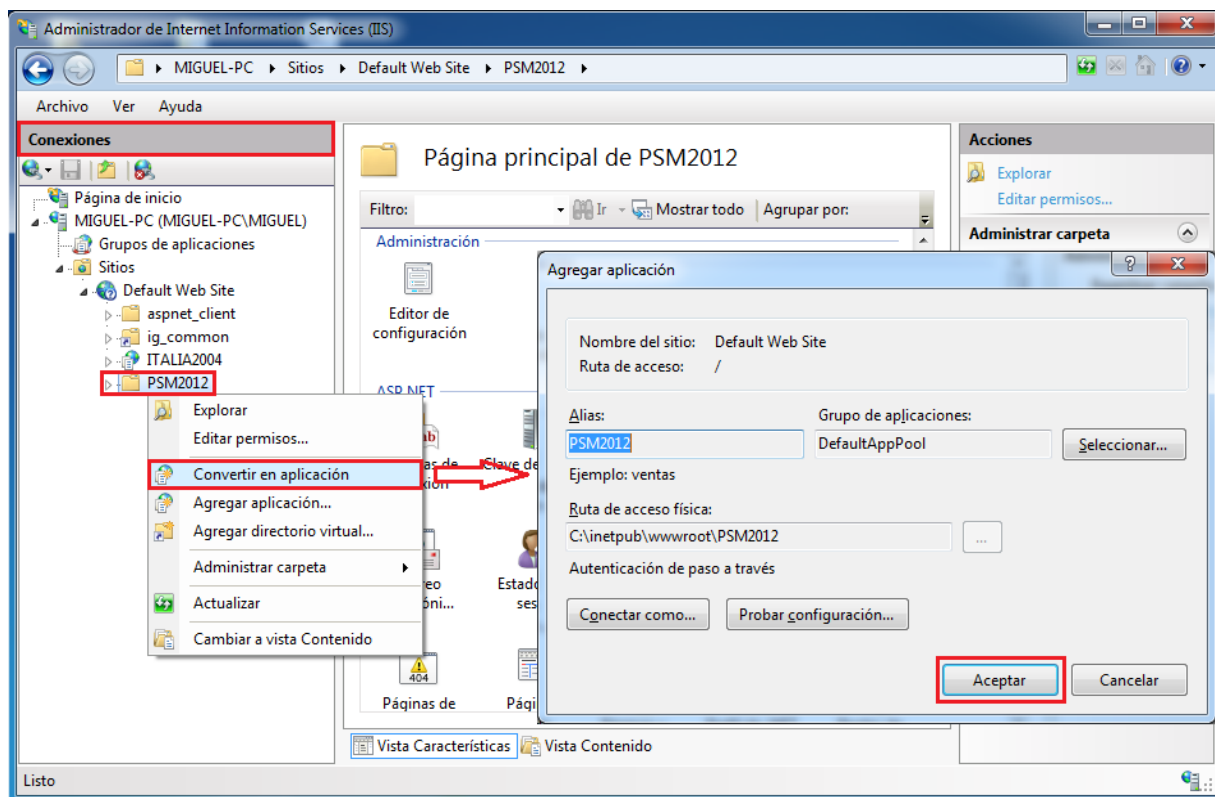 Administrador de Internet Information Services (IIS)
MIGUEL-PC Sitios Default Web Site PSM2012
Archivo Ver Ayuda
Conexiones
Página de inicio
MIGUEL-PC (MIGUEL-PC\MIGUEL)
Grupos de aplicaciones
Sitios
Default Web Site
aspnet_client
ig_common
ITALIA2004
PSM2012
Explorar
Editar permisos...
Convertir en aplicación
Agregar aplicación...
Agregar directorio virtual...
Administrar carpeta
Actualizar
Cambiar a vista Contenido
Página principal de PSM2012
Filtro: Ir Mostrar todo Agrupar por:
Administración
Editor de
configuración
ASP.NET
Clave de
Estado
ses
404
Páginas de
Vista Características Vista Contenido
Acciones
Explorar
Editar permisos...
Administrar carpeta
Agregar aplicación
Nombre del sitio: Default Web Site
Ruta de acceso: /
Alias: Grupo de aplicaciones:
PSM2012 DefaultAppPool Seleccionar...
Ejemplo: ventas
Ruta de acceso física:
C:\inetpub\wwwroot\PSM2012 ...
Autenticación de paso a través
Conectar como... Probar configuración...
Aceptar Cancelar
Listo